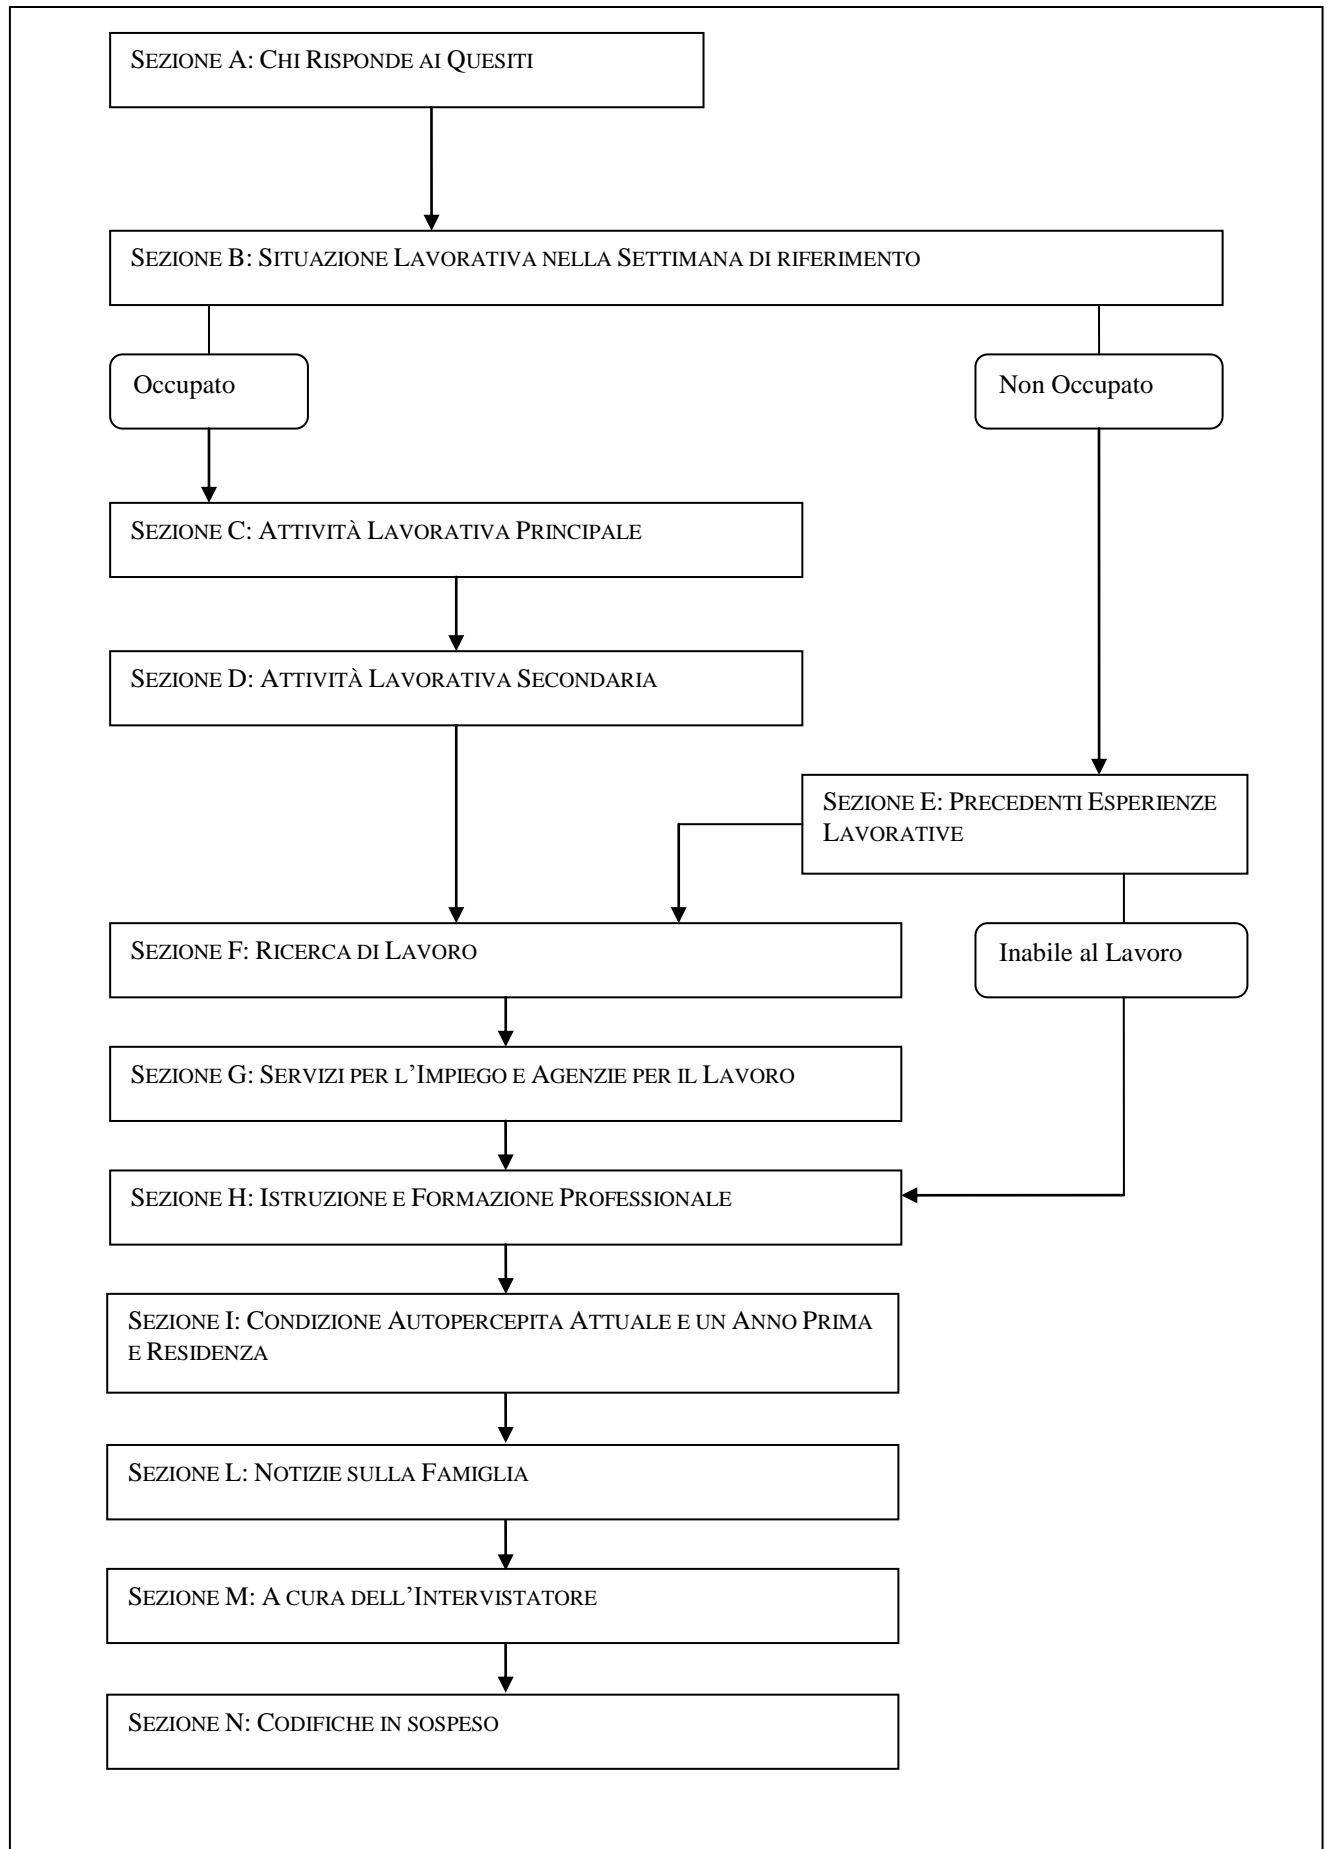 SEZIONE A: CHI RISPONDE AI QUESITI
SEZIONE B: SITUAZIONE LAVORATIVA NELLA SETTIMANA DI RIFERIMENTO
Occupato
Non Occupato
SEZIONE C: ATTIVITÀ LAVORATIVA PRINCIPALE
SEZIONE D: ATTIVITÀ LAVORATIVA SECONDARIA
SEZIONE E: PRECEDENTI ESPERIENZE
LAVORATIVE
SEZIONE F: RICERCA DI LAVORO
Inabile al Lavoro
SEZIONE G: SERVIZI PER L’IMPIEGO E AGENZIE PER IL LAVORO
SEZIONE H: ISTRUZIONE E FORMAZIONE PROFESSIONALE
SEZIONE I: CONDIZIONE AUTOPERCEPITA ATTUALE E UN ANNO PRIMA
E RESIDENZA
SEZIONE L: NOTIZIE SULLA FAMIGLIA
SEZIONE M: A CURA DELL’INTERVISTATORE
SEZIONE N: CODIFICHE IN SOSPESO